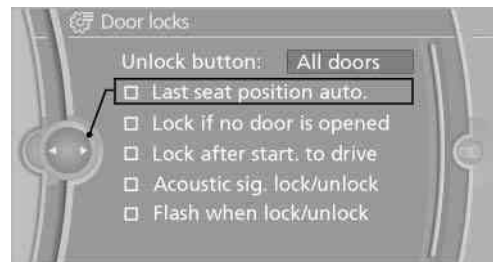 Door locks
Unlock button: All doors
Last seat position auto.
Lock if no door is opened
Lock after start. to drive
Acoustic sig. lock/unlock
Flash when lock/unlock